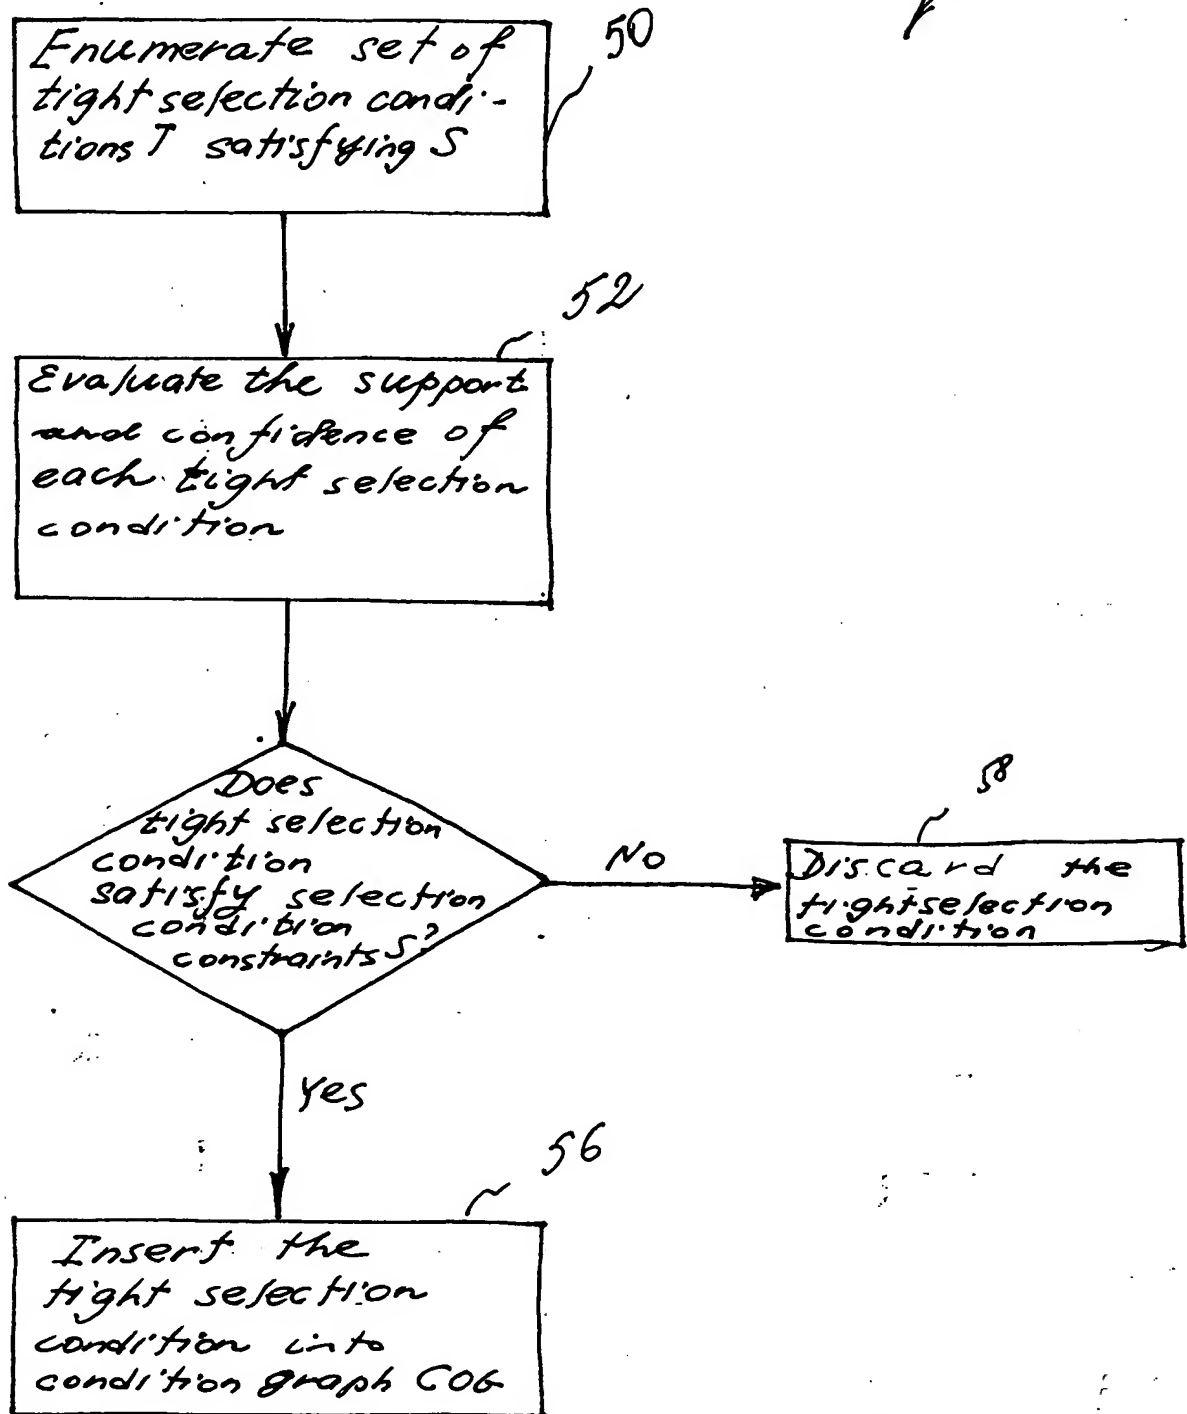 50
Enumerate set of
tight selection condi-
tions T satisfying S
52
Evaluate the support
and confidence of
each tight selection
condition
Does
tight selection
condition
satisfy selection
condition
constraints S?
No
58
Discard the
tight selection
condition
Yes
56
Insert the
tight selection
condition into
condition graph COG